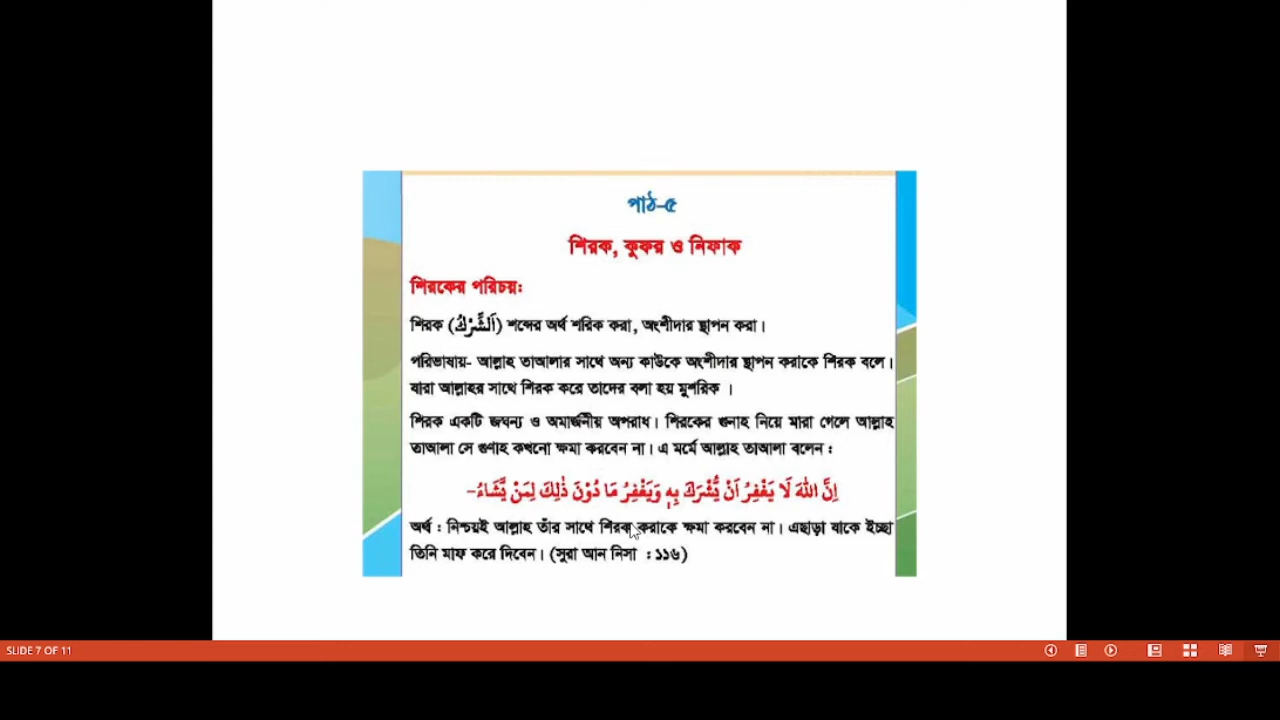 পাঠ-৫
শিরক, কুফর ও নিফাক
শিরকের পরিচয়ঃ
শিরক (اَلشِّرْكُ) শব্দের অর্থ শরিক করা, অংশীদার স্থাপন করা।
পরিভাষায়- আল্লাহ তাআলার সাথে অন্য কাউকে অংশীদার স্থাপন করাকে শিরক বলে।
যারা আল্লাহর সাথে শিরক করে তাদের বলা হয় মুশরিক ।
শিরক একটি জঘন্য ও অমার্জনীয় অপরাধ। শিরকের গুনাহ নিয়ে মারা গেলে আল্লাহ
তাআলা সে গুণাহ কখনো ক্ষমা করবেন না। এ মর্মে আল্লাহ তাআলা বলেন :
اِنَّ اللهَ لَا يَغْفِرُ اَنْ يُّشْرَكَ بِهٖ وَيَغْفِرُ مَا دُوْنَ ذٰلِكَ لِمَنْ يَّشَاءُ-
অর্থ : নিশ্চয়ই আল্লাহ তাঁর সাথে শিরক করাকে ক্ষমা করবেন না। এছাড়া যাকে ইচ্ছা
তিনি মাফ করে দিবেন। (সুরা আন নিসা : ১১৬)
SLIDE 7 OF 11